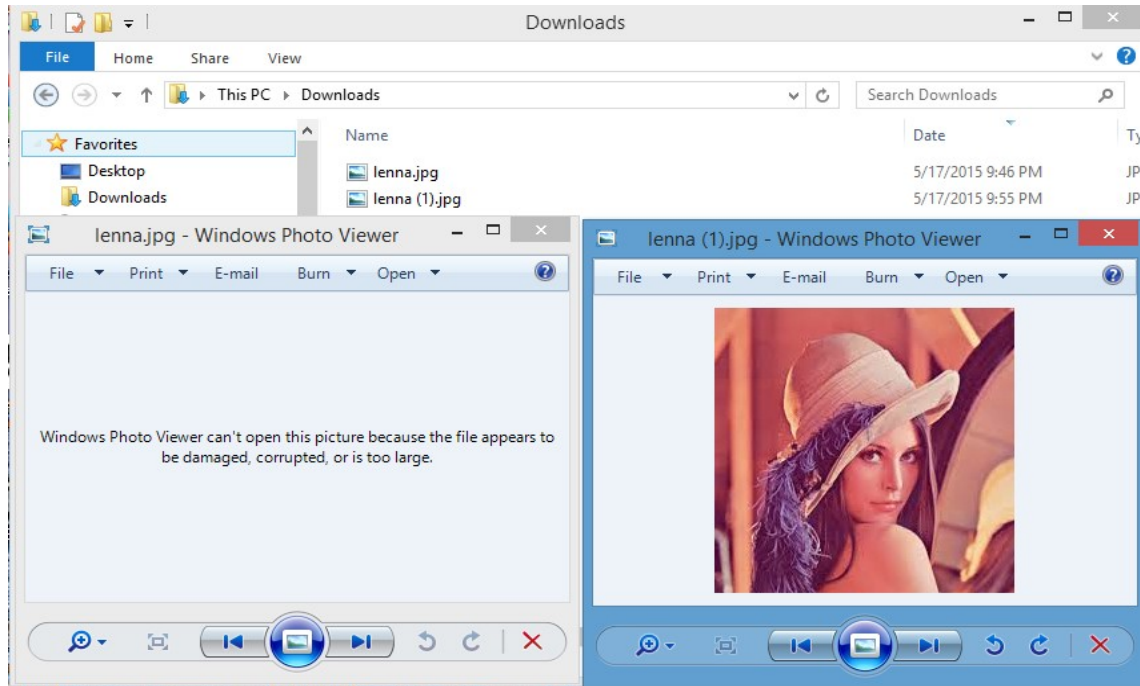 Downloads
File Home Share View
This PC Downloads
Search Downloads
Favorites
Desktop
Downloads
Name Date Ty
lenna.jpg 5/17/2015 9:46 PM JP
lenna (1).jpg 5/17/2015 9:55 PM JP
lenna.jpg - Windows Photo Viewer
File Print E-mail Burn Open
Windows Photo Viewer can't open this picture because the file appears to
be damaged, corrupted, or is too large.
lenna (1).jpg - Windows Photo Viewer
File Print E-mail Burn Open